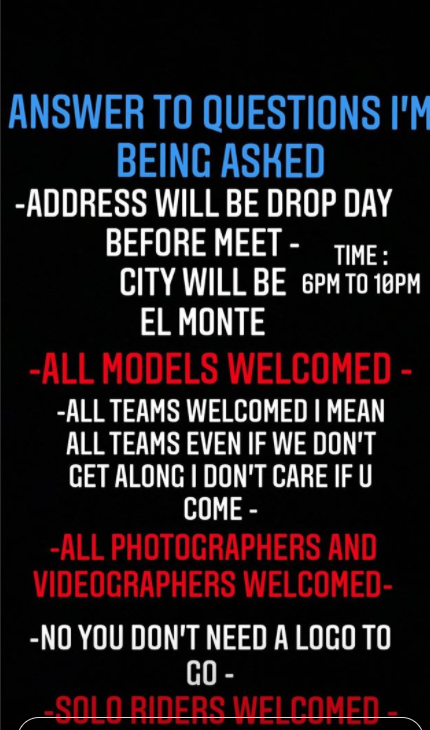 ANSWER TO QUESTIONS I'M
BEING ASKED
-ADDRESS WILL BE DROP DAY
BEFORE MEET -
TIME :
CITY WILL BE
6PM TO 10PM
EL MONTE
-ALL MODELS WELCOMED -
-ALL TEAMS WELCOMED I MEAN
ALL TEAMS EVEN IF WE DON'T
GET ALONG I DON'T CARE IF U
COME -
-ALL PHOTOGRAPHERS AND
VIDEOGRAPHERS WELCOMED-
-NO YOU DON'T NEED A LOGO TO
GO -
-SOLO RIDERS WELCOMED -